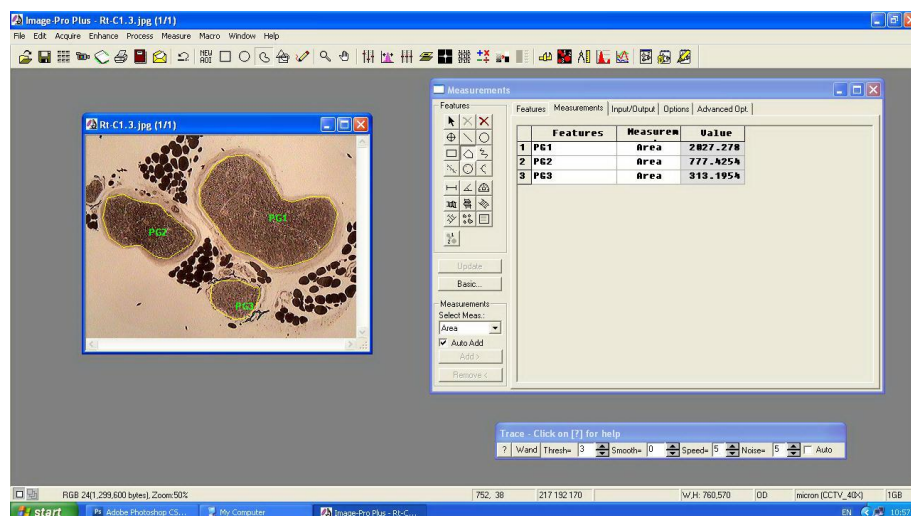 Image-Pro Plus - Rt-C1.3.jpg (1/1)
File Edit Acquire Enhance Process Measure Macro Window Help
NEW AOI
Rt-C1.3.jpg (1/1)
PG1
PG2
PG3
Measurements
Features
Features Measurements Input/Output Options Advanced Opt.
Features Measurem Value
1 PG1 Area 2027.278
2 PG2 Area 777.4254
3 PG3 Area 313.1954
Update
Basic...
Measurements
Select Meas.:
Area
Auto Add
Add >
Remove <
Trace - Click on [?] for help
? Wand Thresh= 3 Smooth= 0 Speed= 5 Noise= 5 Auto
RGB 24(1,299,600 bytes), Zoom:50% 752, 38 217 192 170 W,H: 760,570 OD micron (CCTV_40X) 1GB
start Adobe Photoshop CS... My Computer Image-Pro Plus - Rt-C... EN 10:57